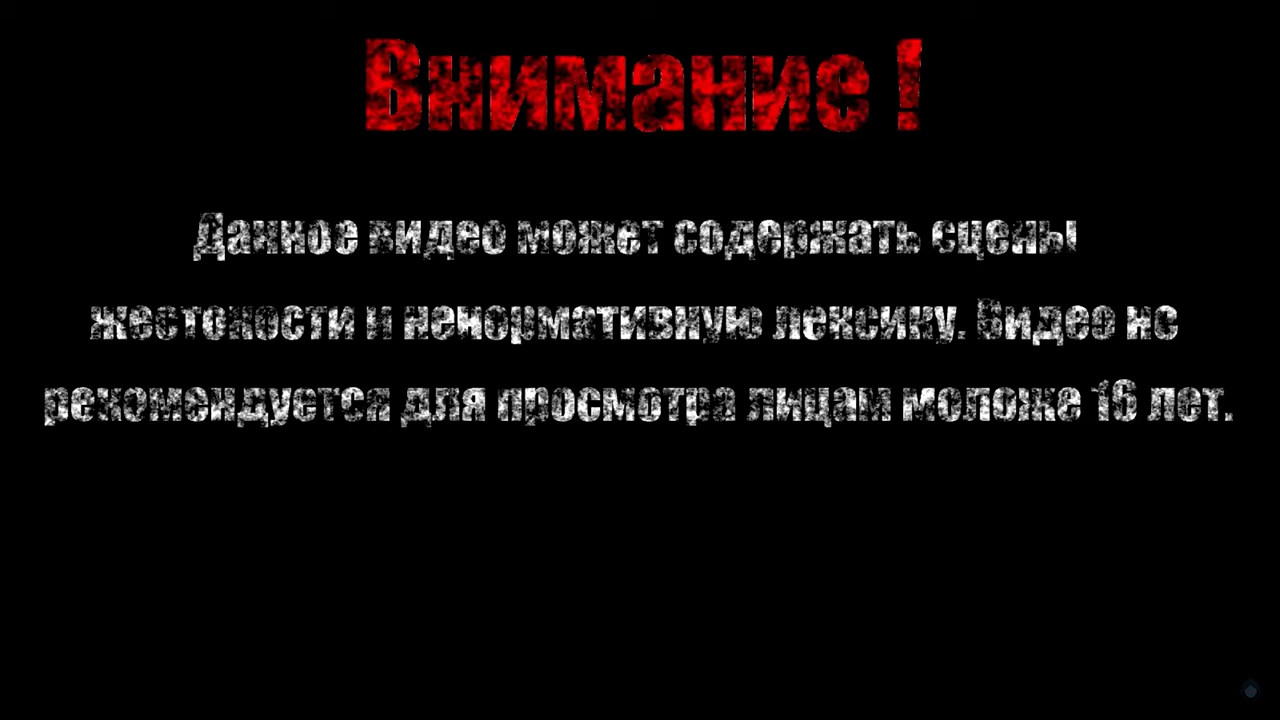 Внимание !
Данное видео может содержать сцены
жестокости и ненормативную лексику. Видео не
рекомендуется для просмотра лицам моложе 16 лет.